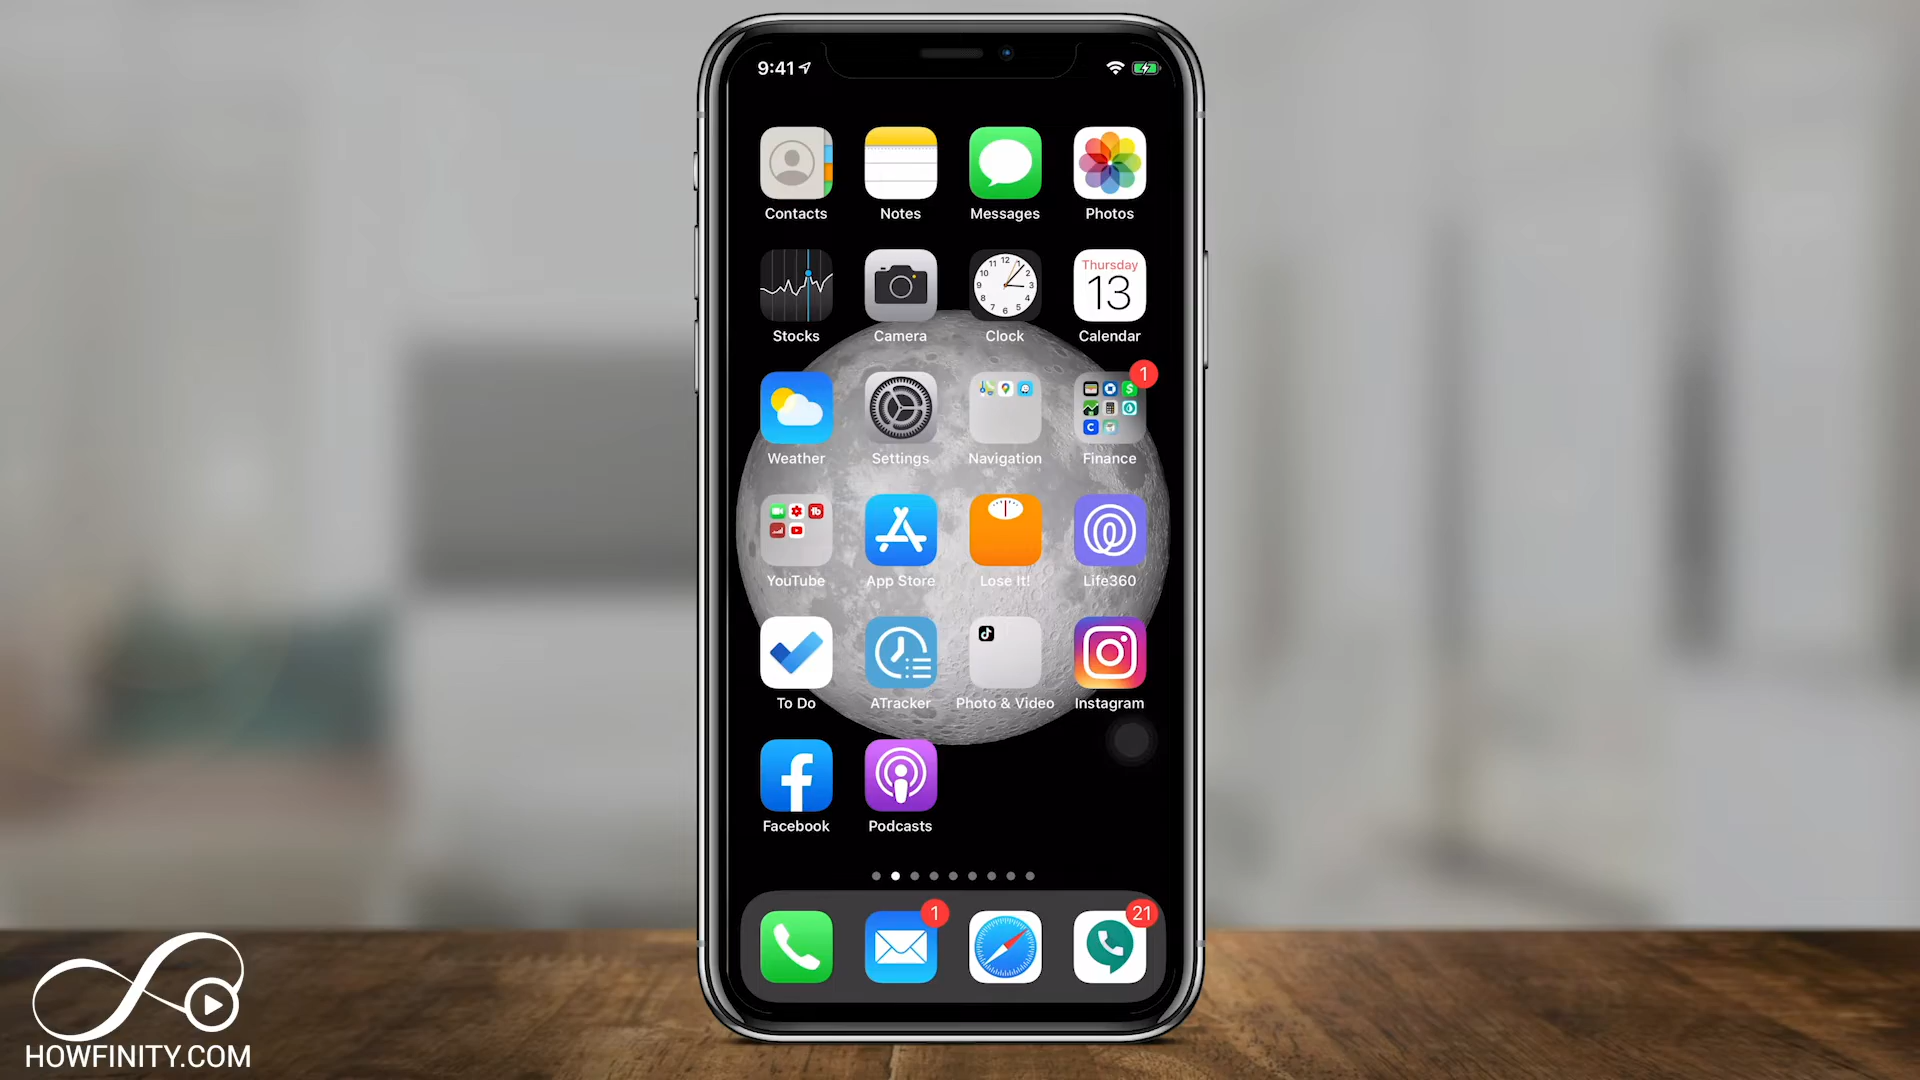 9:41
Contacts
Notes
Messages
Photos
Stocks
Camera
Clock
Thursday
13
Calendar
1
Weather
Settings
Navigation
Finance
YouTube
App Store
Lose It!
Life360
To Do
ATracker
Photo & Video
Instagram
Facebook
Podcasts
1
21
HOWFINITY.COM